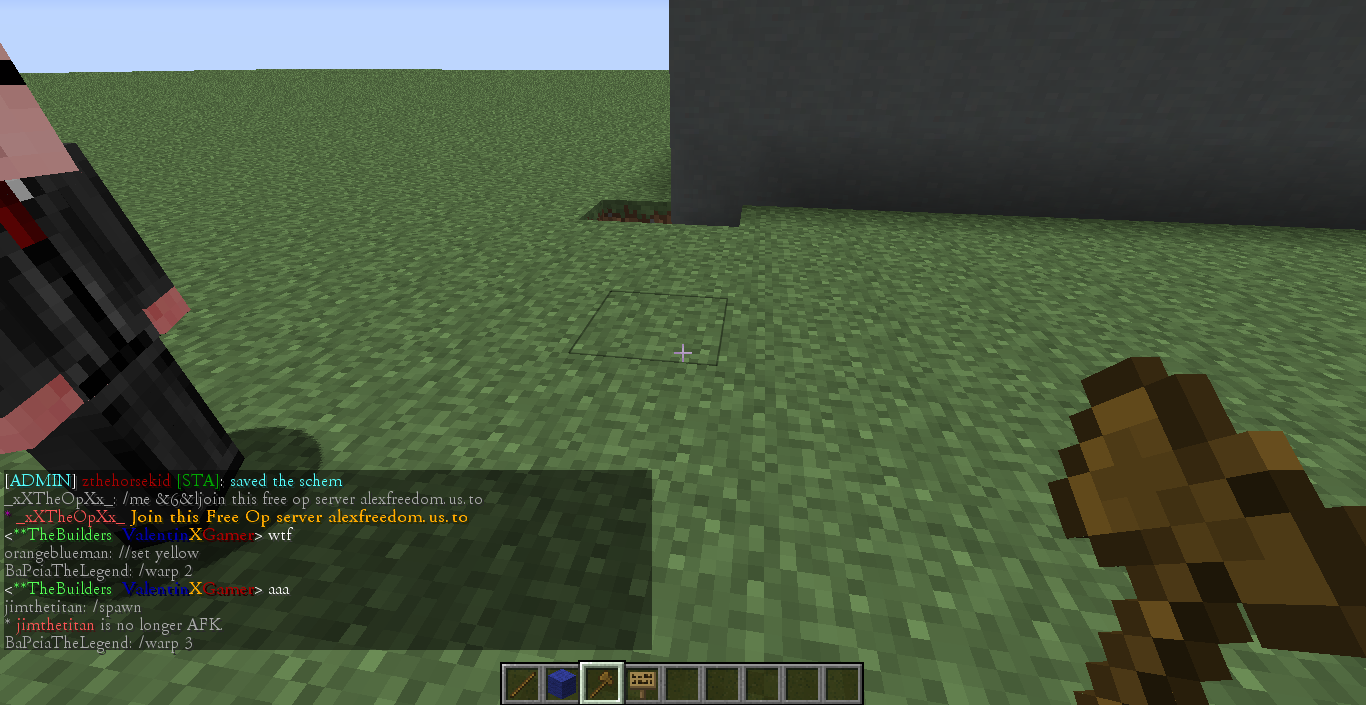 [ADMIN] zthehorsekid [STA]: saved the schem
_xXTheOpXx_: /me &6&ljoin this free op server alexfreedom.us.to
* _xXTheOpXx_ Join this Free Op server alexfreedom.us.to
<**TheBuilders ValentinXGamer> wtf
orangeblueman: //set yellow
BaPciaTheLegend: /warp 2
<**TheBuilders ValentinXGamer> aaa
jimthetitan: /spawn
* jimthetitan is no longer AFK.
BaPciaTheLegend: /warp 3